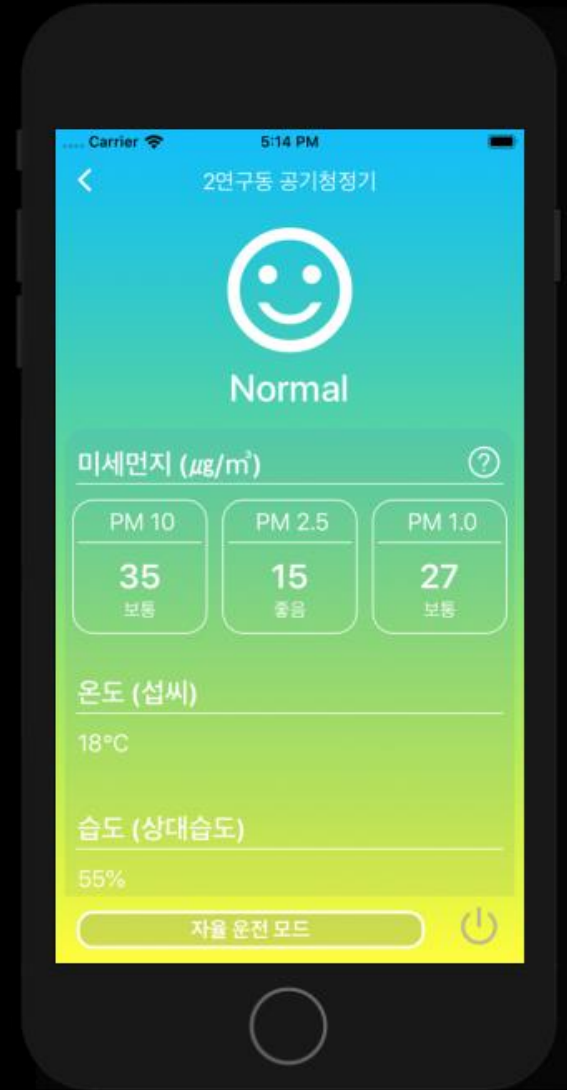 Carrier 5:14 PM
2연구동 공기청정기
Normal
미세먼지 (㎍/㎥) ?
PM 10 PM 2.5 PM 1.0
35 15 27
보통 좋음 보통
온도 (섭씨)
18°C
습도 (상대습도)
55%
자율 운전 모드